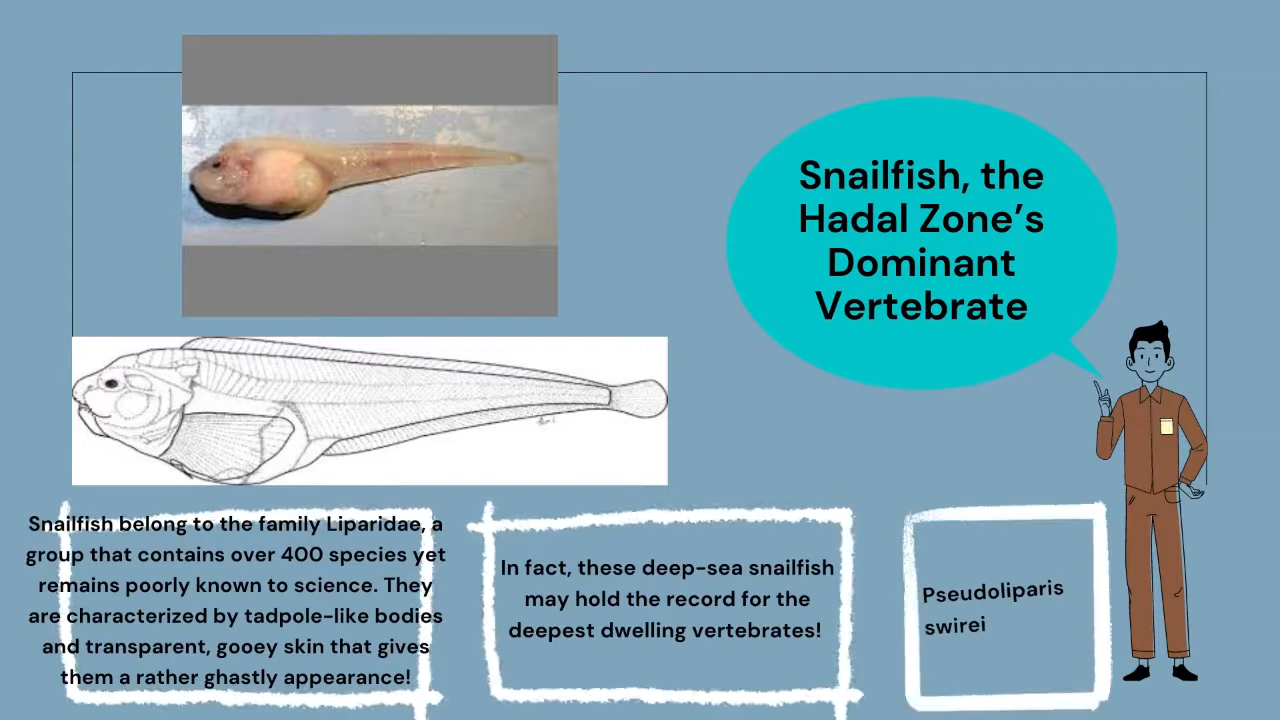 Snailfish, the
Hadal Zone’s
Dominant
Vertebrate
Snailfish belong to the family Liparidae, a
group that contains over 400 species yet
remains poorly known to science. They
are characterized by tadpole-like bodies
and transparent, gooey skin that gives
them a rather ghastly appearance!
In fact, these deep-sea snailfish
may hold the record for the
deepest dwelling vertebrates!
Pseudoliparis
swirei